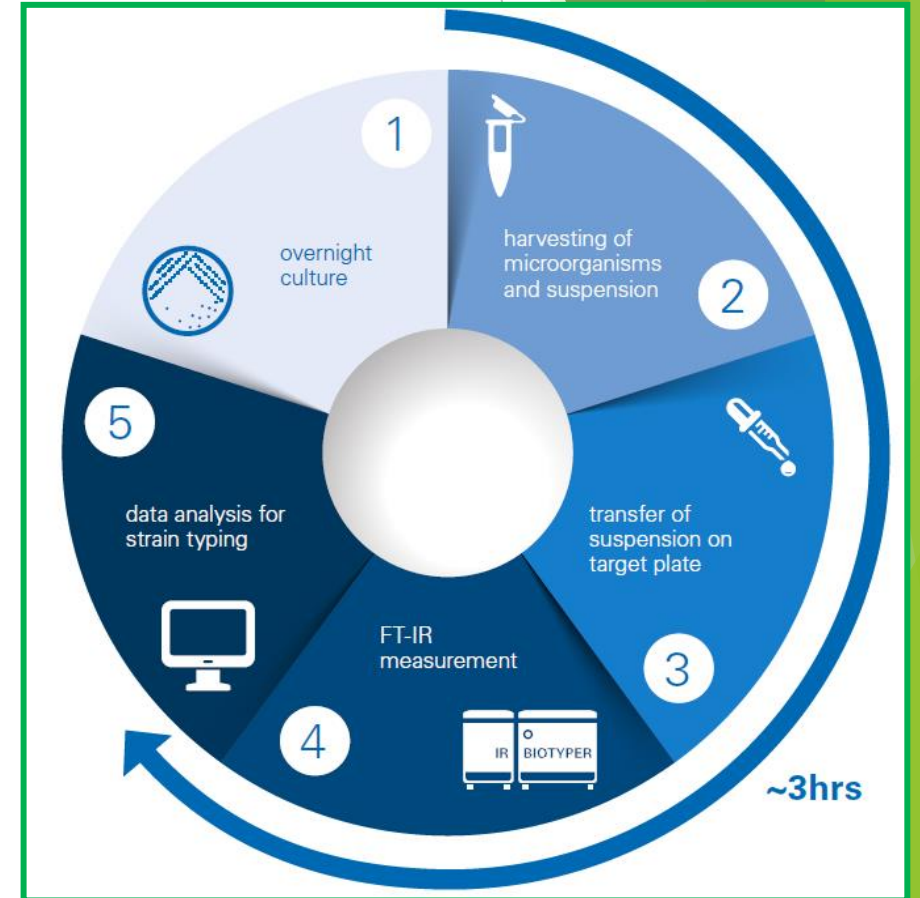 1
overnight
culture
harvesting of
microorganisms
and suspension
2
transfer of
suspension on
target plate
3
~3hrs
FT-IR
measurement
4
IR BIOTYPER
5
data analysis for
strain typing